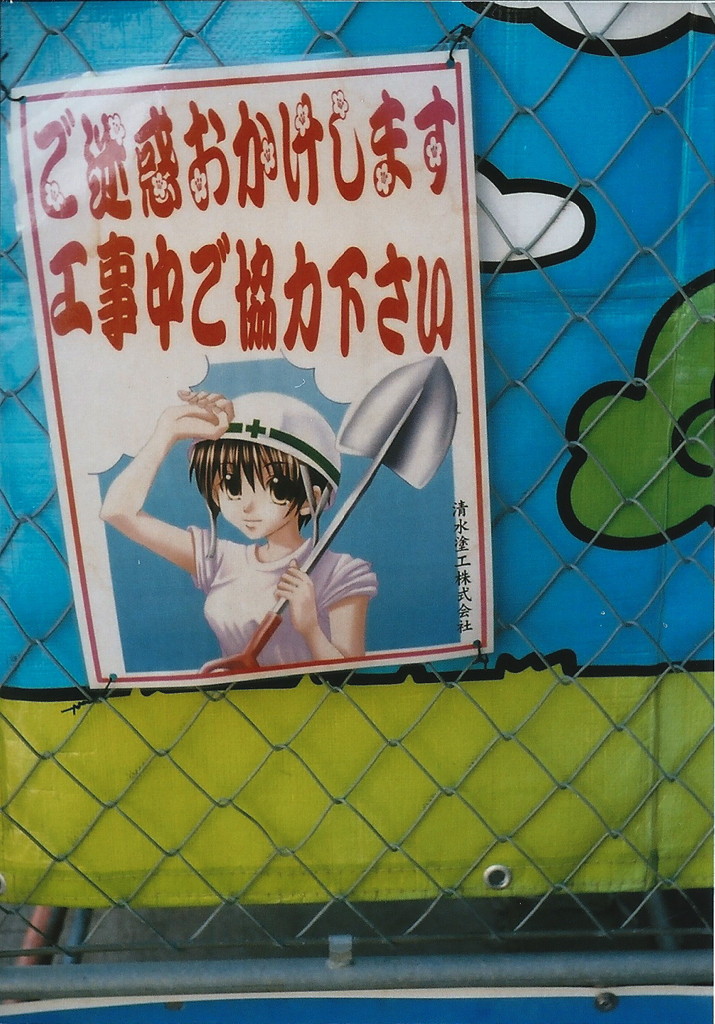 ご迷惑おかけします
工事中ご協力下さい
清水塗工株式会社